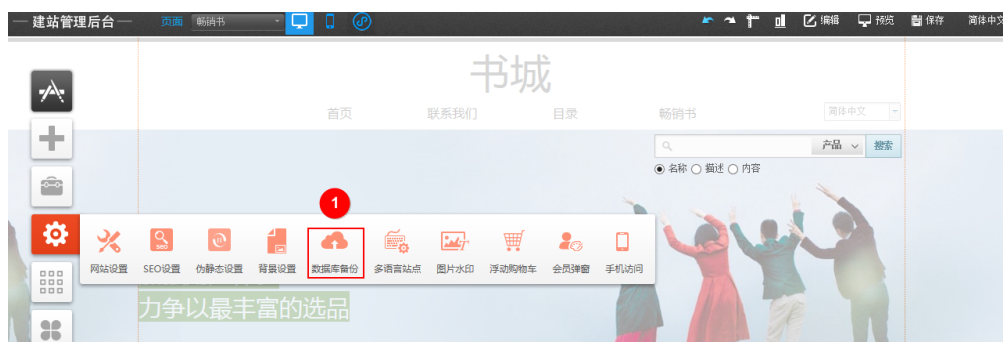 建站管理后台
页面
畅销书
编辑
预览
保存
简体中文
书城
首页
联系我们
目录
畅销书
简体中文
产品
搜索
名称
描述
内容
1
网站设置
SEO
SEO设置
伪静态设置
背景设置
数据库备份
多语言站点
图片水印
浮动购物车
会员弹窗
手机访问
力争以最丰富的选品